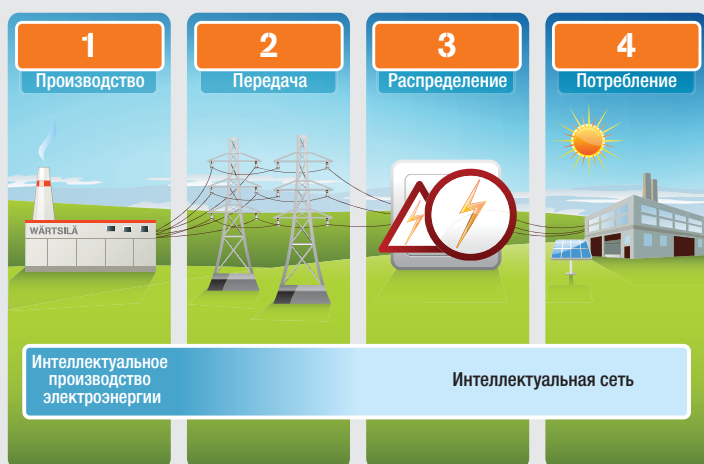 1
Производство
2
Передача
3
Распределение
4
Потребление
WÄRTSILÄ
Интеллектуальное
производство
электроэнергии
Интеллектуальная сеть